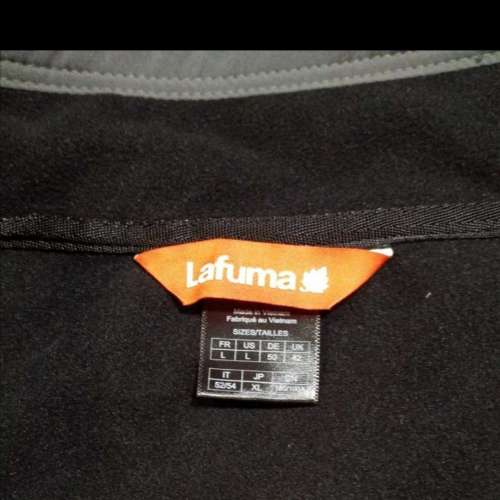 Lafuma
Made in Vietnam
Fabriqué au Vietnam
SIZES/TAILLES
FR US DE UK
L L 50 42
IT JP CN
52/54 XL